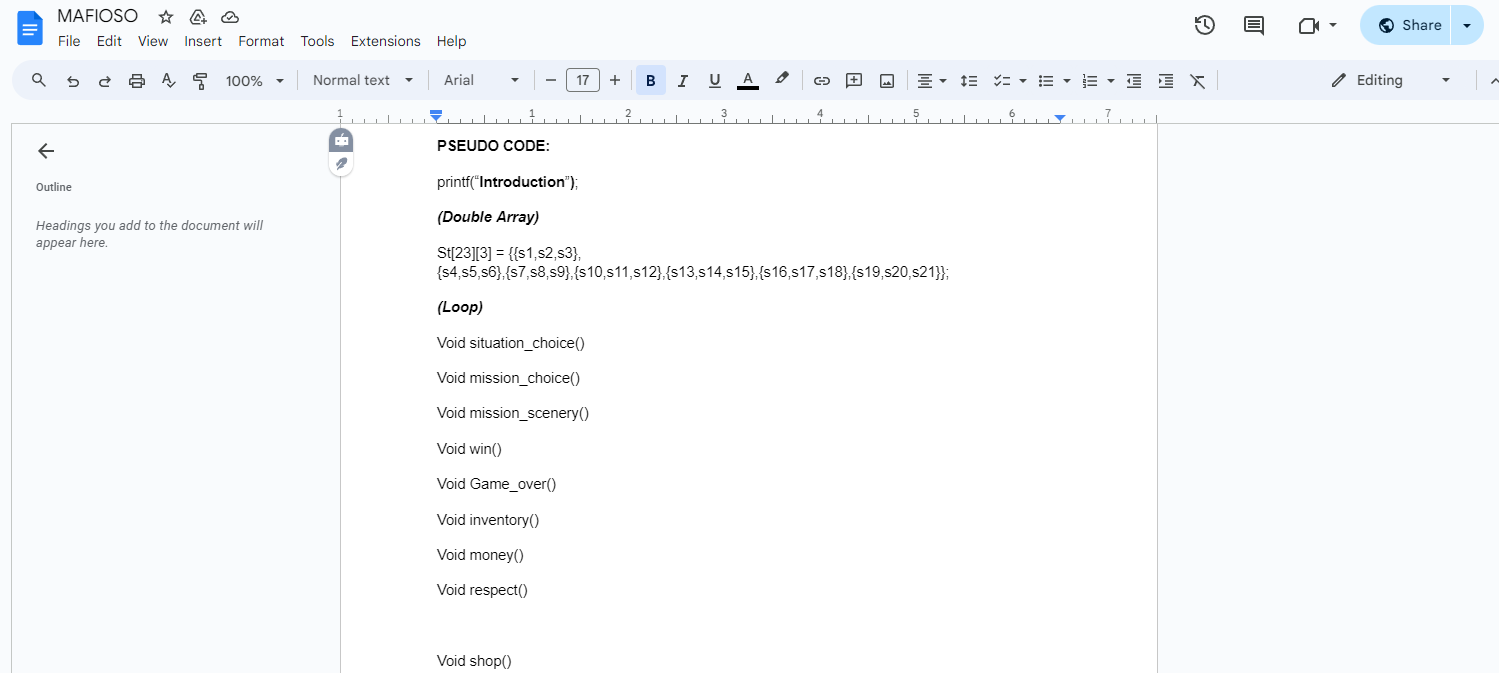 MAFIOSO
File Edit View Insert Format Tools Extensions Help
Share
100% Normal text Arial 17 B I U A Editing
1 1 2 3 4 5 6 7
Outline
Headings you add to the document will
appear here.
PSEUDO CODE:
printf(“Introduction”);
(Double Array)
St[23][3] = {{s1,s2,s3},
{s4,s5,s6},{s7,s8,s9},{s10,s11,s12},{s13,s14,s15},{s16,s17,s18},{s19,s20,s21}};
(Loop)
Void situation_choice()
Void mission_choice()
Void mission_scenery()
Void win()
Void Game_over()
Void inventory()
Void money()
Void respect()
Void shop()